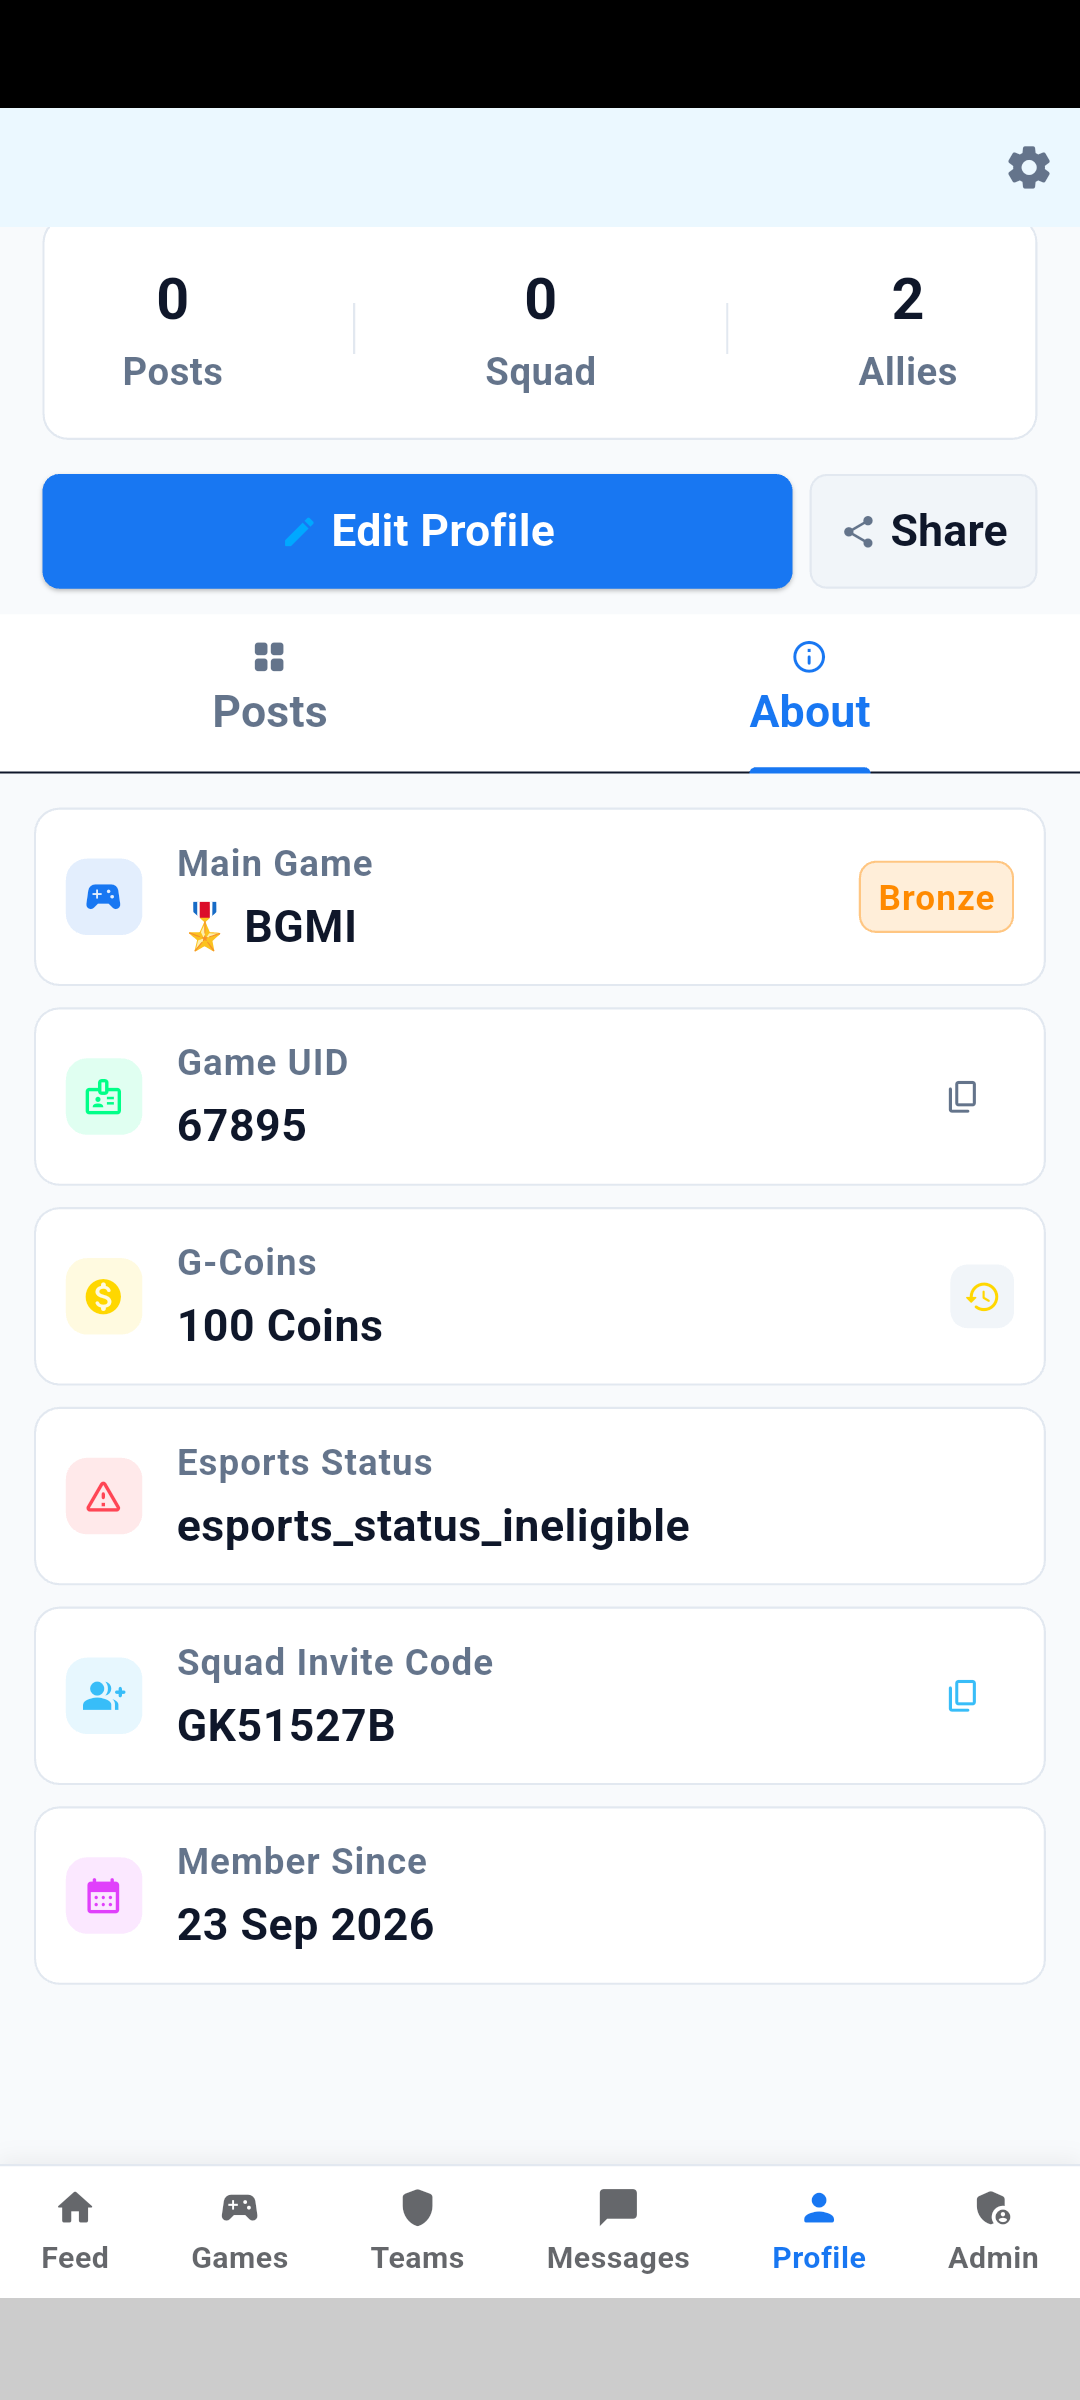 0
Posts
0
Squad
2
Allies
Edit Profile
Share
Posts
About
Main Game
BGMI
Bronze
Game UID
67895
G-Coins
100 Coins
Esports Status
esports_status_ineligible
Squad Invite Code
GK51527B
Member Since
23 Sep 2026
Feed
Games
Teams
Messages
Profile
Admin